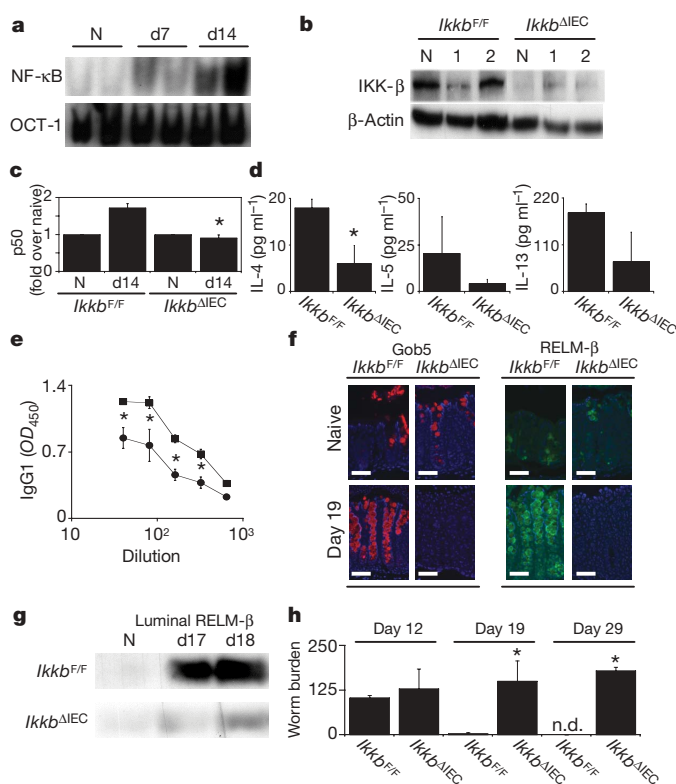 a
N d7 d14
NF-κB
OCT-1
b
Ikkb^F/F Ikkb^ΔIEC
N 1 2 N 1 2
IKK-β
β-Actin
c
p50
(fold over naive)
2
1
0
N d14 N d14
Ikkb^F/F Ikkb^ΔIEC
*
d
IL-4 (pg ml⁻¹)
20
10
0
*
Ikkb^F/F Ikkb^ΔIEC
IL-5 (pg ml⁻¹)
50
25
0
Ikkb^F/F Ikkb^ΔIEC
IL-13 (pg ml⁻¹)
220
110
0
Ikkb^F/F Ikkb^ΔIEC
e
IgG1 (OD₄₅₀)
1.4
0.7
0
* * * *
10 10² 10³
Dilution
f
Gob5 RELM-β
Ikkb^F/F Ikkb^ΔIEC Ikkb^F/F Ikkb^ΔIEC
Naive
Day 19
g
Luminal RELM-β
N d17 d18
Ikkb^F/F
Ikkb^ΔIEC
h
Day 12 Day 19 Day 29
Worm burden
250
125
0
* *
n.d.
Ikkb^F/F Ikkb^ΔIEC Ikkb^F/F Ikkb^ΔIEC Ikkb^F/F Ikkb^ΔIEC